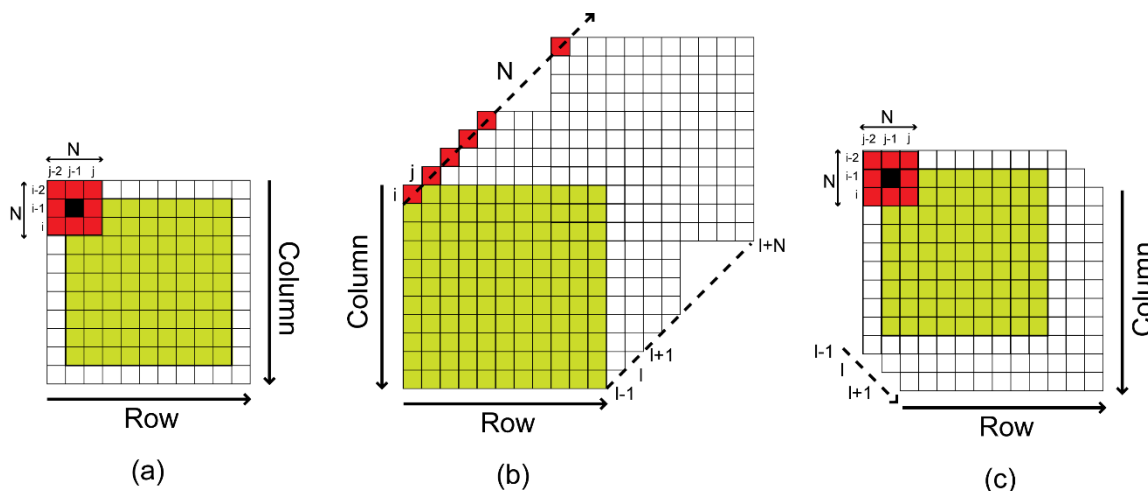 N
j-2 j-1 j
i-2
N i-1
i
Column
Row
(a)
N
j
i
Column
I+N
I+1
I
I-1
Row
(b)
N
j-2 j-1 j
i-2
N i-1
i
Column
I-1
I
I+1
Row
(c)